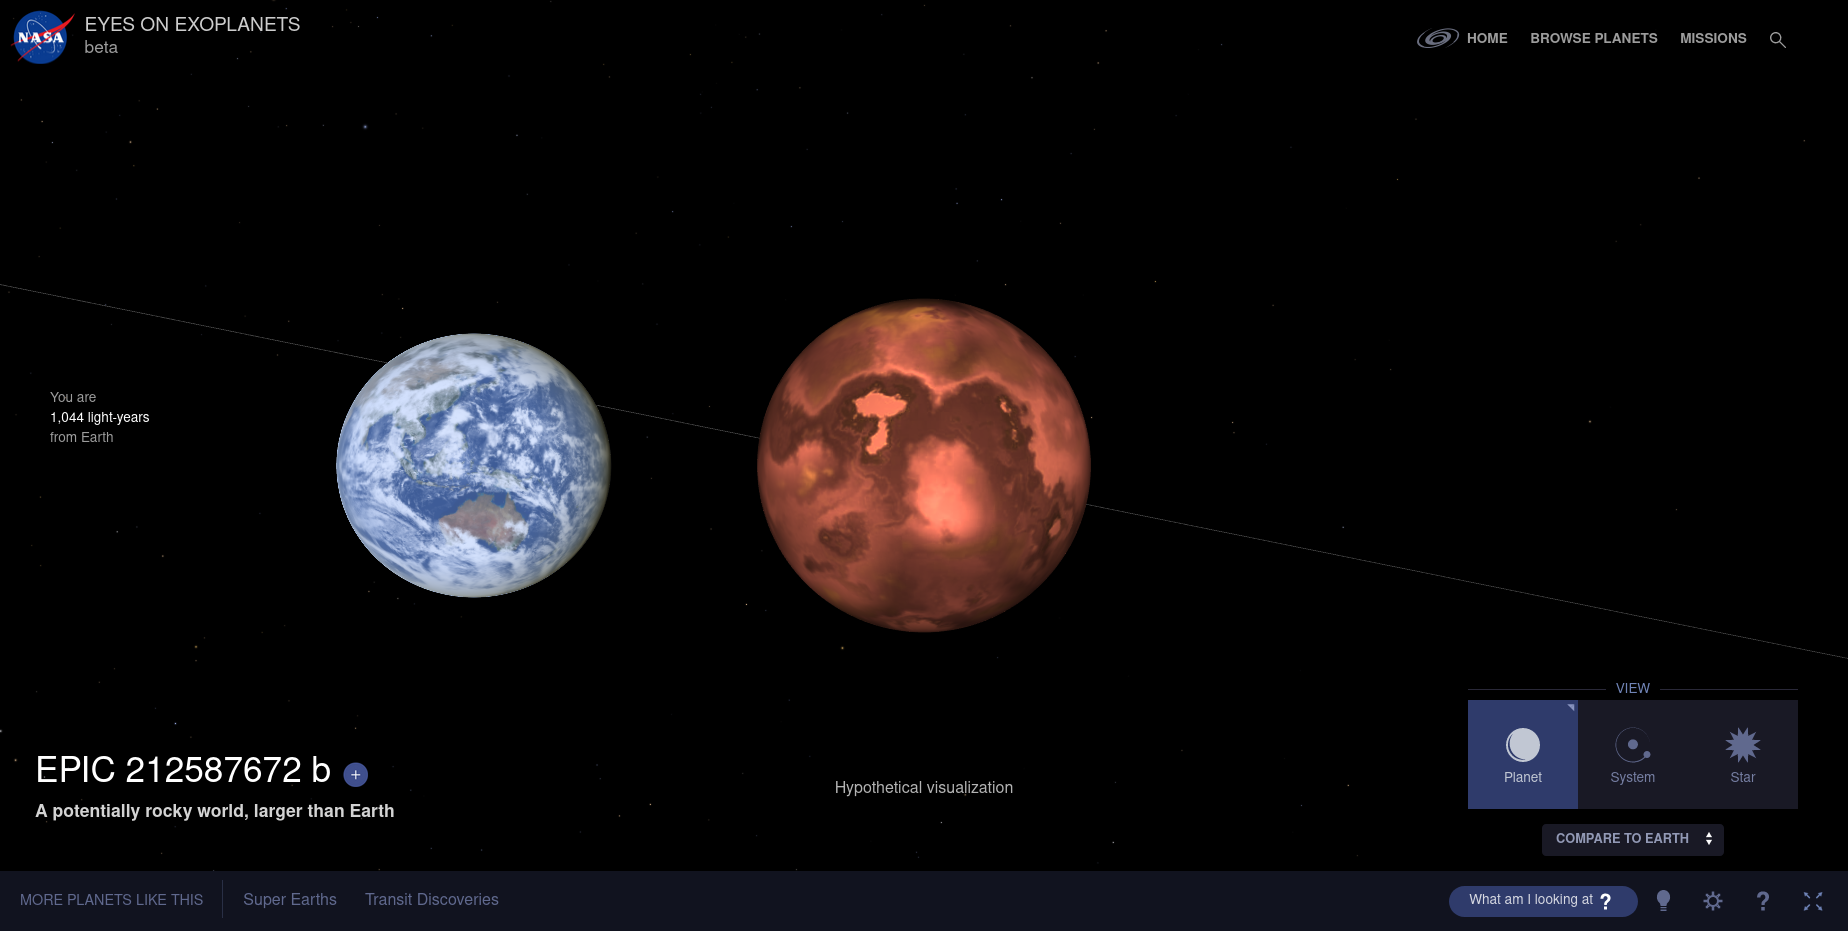 NASA
EYES ON EXOPLANETS
beta
HOME
BROWSE PLANETS
MISSIONS
You are
1,044 light-years
from Earth
EPIC 212587672 b
A potentially rocky world, larger than Earth
Hypothetical visualization
VIEW
Planet
System
Star
COMPARE TO EARTH
MORE PLANETS LIKE THIS
Super Earths
Transit Discoveries
What am I looking at ?
?